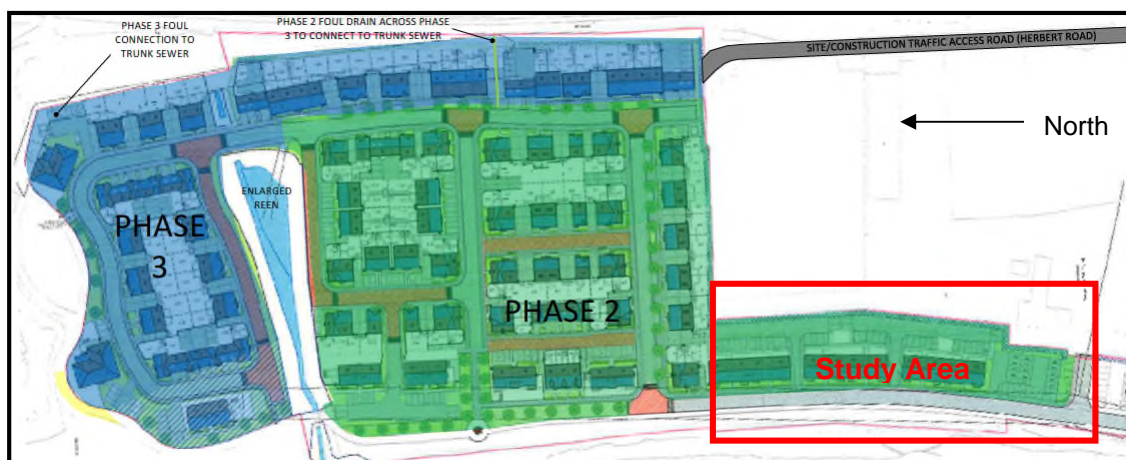 PHASE 3 FOUL
CONNECTION TO
TRUNK SEWER
PHASE 2 FOUL DRAIN ACROSS PHASE
3 TO CONNECT TO TRUNK SEWER
SITE/CONSTRUCTION TRAFFIC ACCESS ROAD (HERBERT ROAD)
North
ENLARGED
REEN
PHASE
3
PHASE 2
Study Area